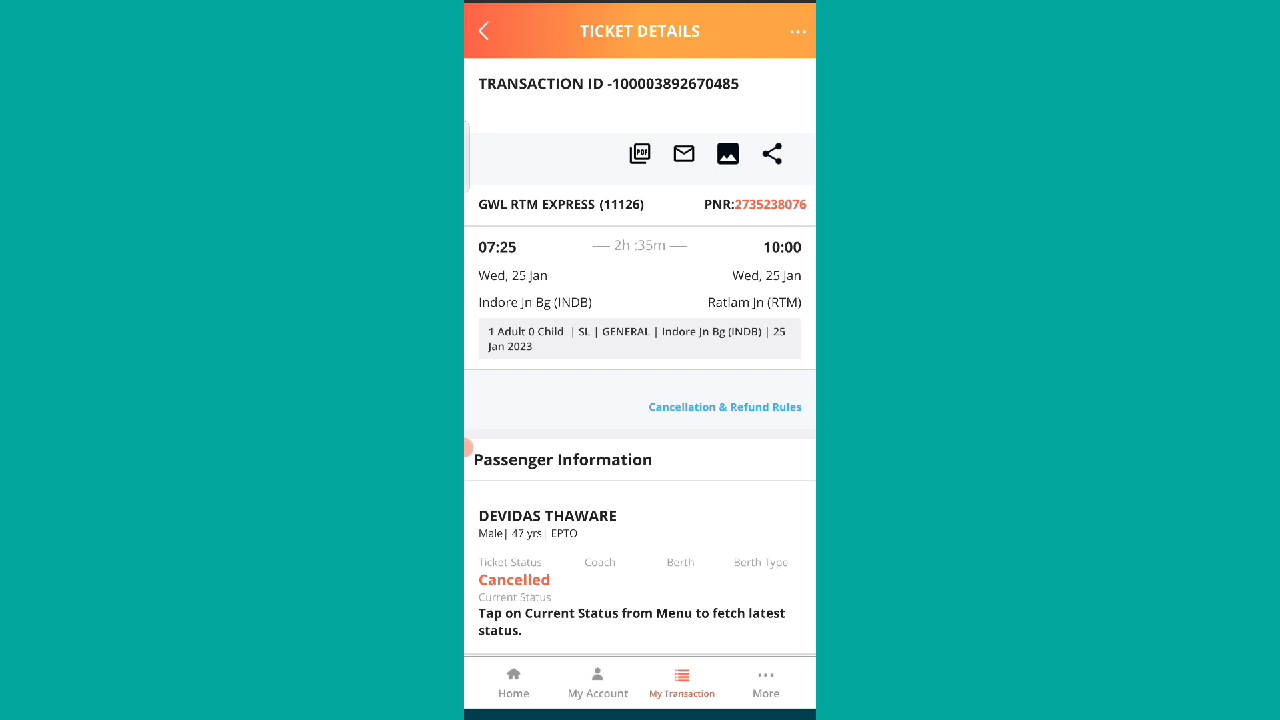 TICKET DETAILS
TRANSACTION ID -100003892670485
PDF
GWL RTM EXPRESS (11126) PNR:2735238076
07:25 2h :35m 10:00
Wed, 25 Jan Wed, 25 Jan
Indore Jn Bg (INDB) Ratlam Jn (RTM)
1 Adult 0 Child | SL | GENERAL | Indore Jn Bg (INDB) | 25
Jan 2023
Cancellation & Refund Rules
Passenger Information
DEVIDAS THAWARE
Male| 47 yrs| EPTO
Ticket Status Coach Berth Berth Type
Cancelled
Current Status
Tap on Current Status from Menu to fetch latest
status.
Home My Account My Transaction More